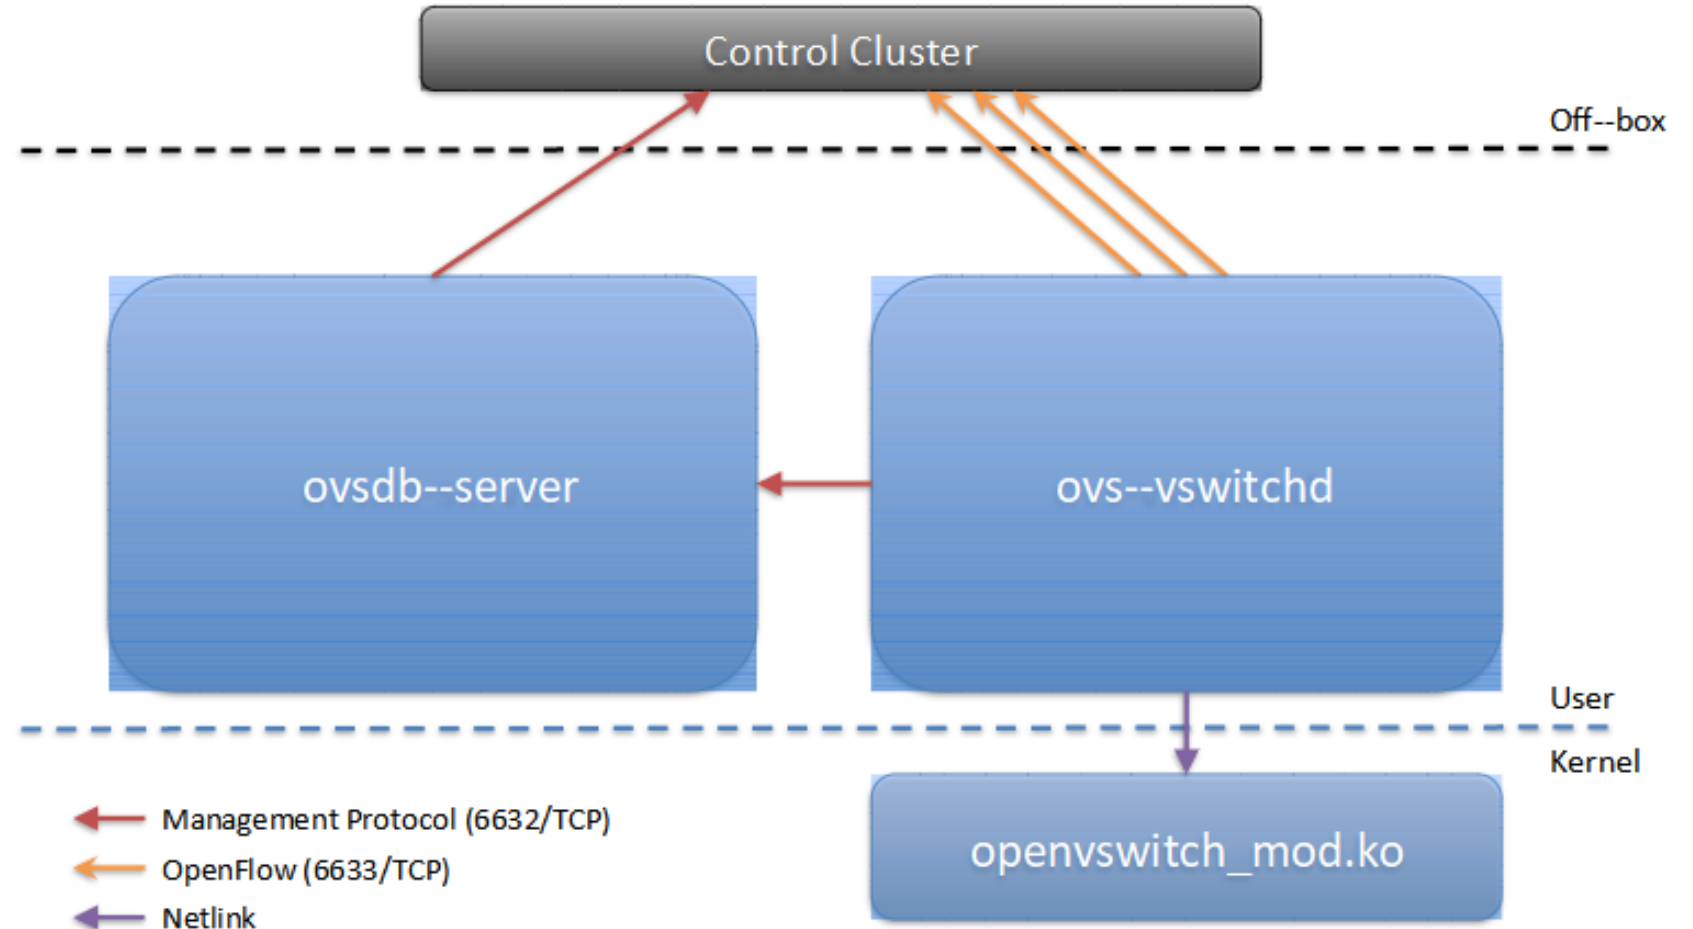 Control Cluster
Off--box
ovsdb--server
ovs--vswitchd
User
Kernel
openvswitch_mod.ko
Management Protocol (6632/TCP)
OpenFlow (6633/TCP)
Netlink